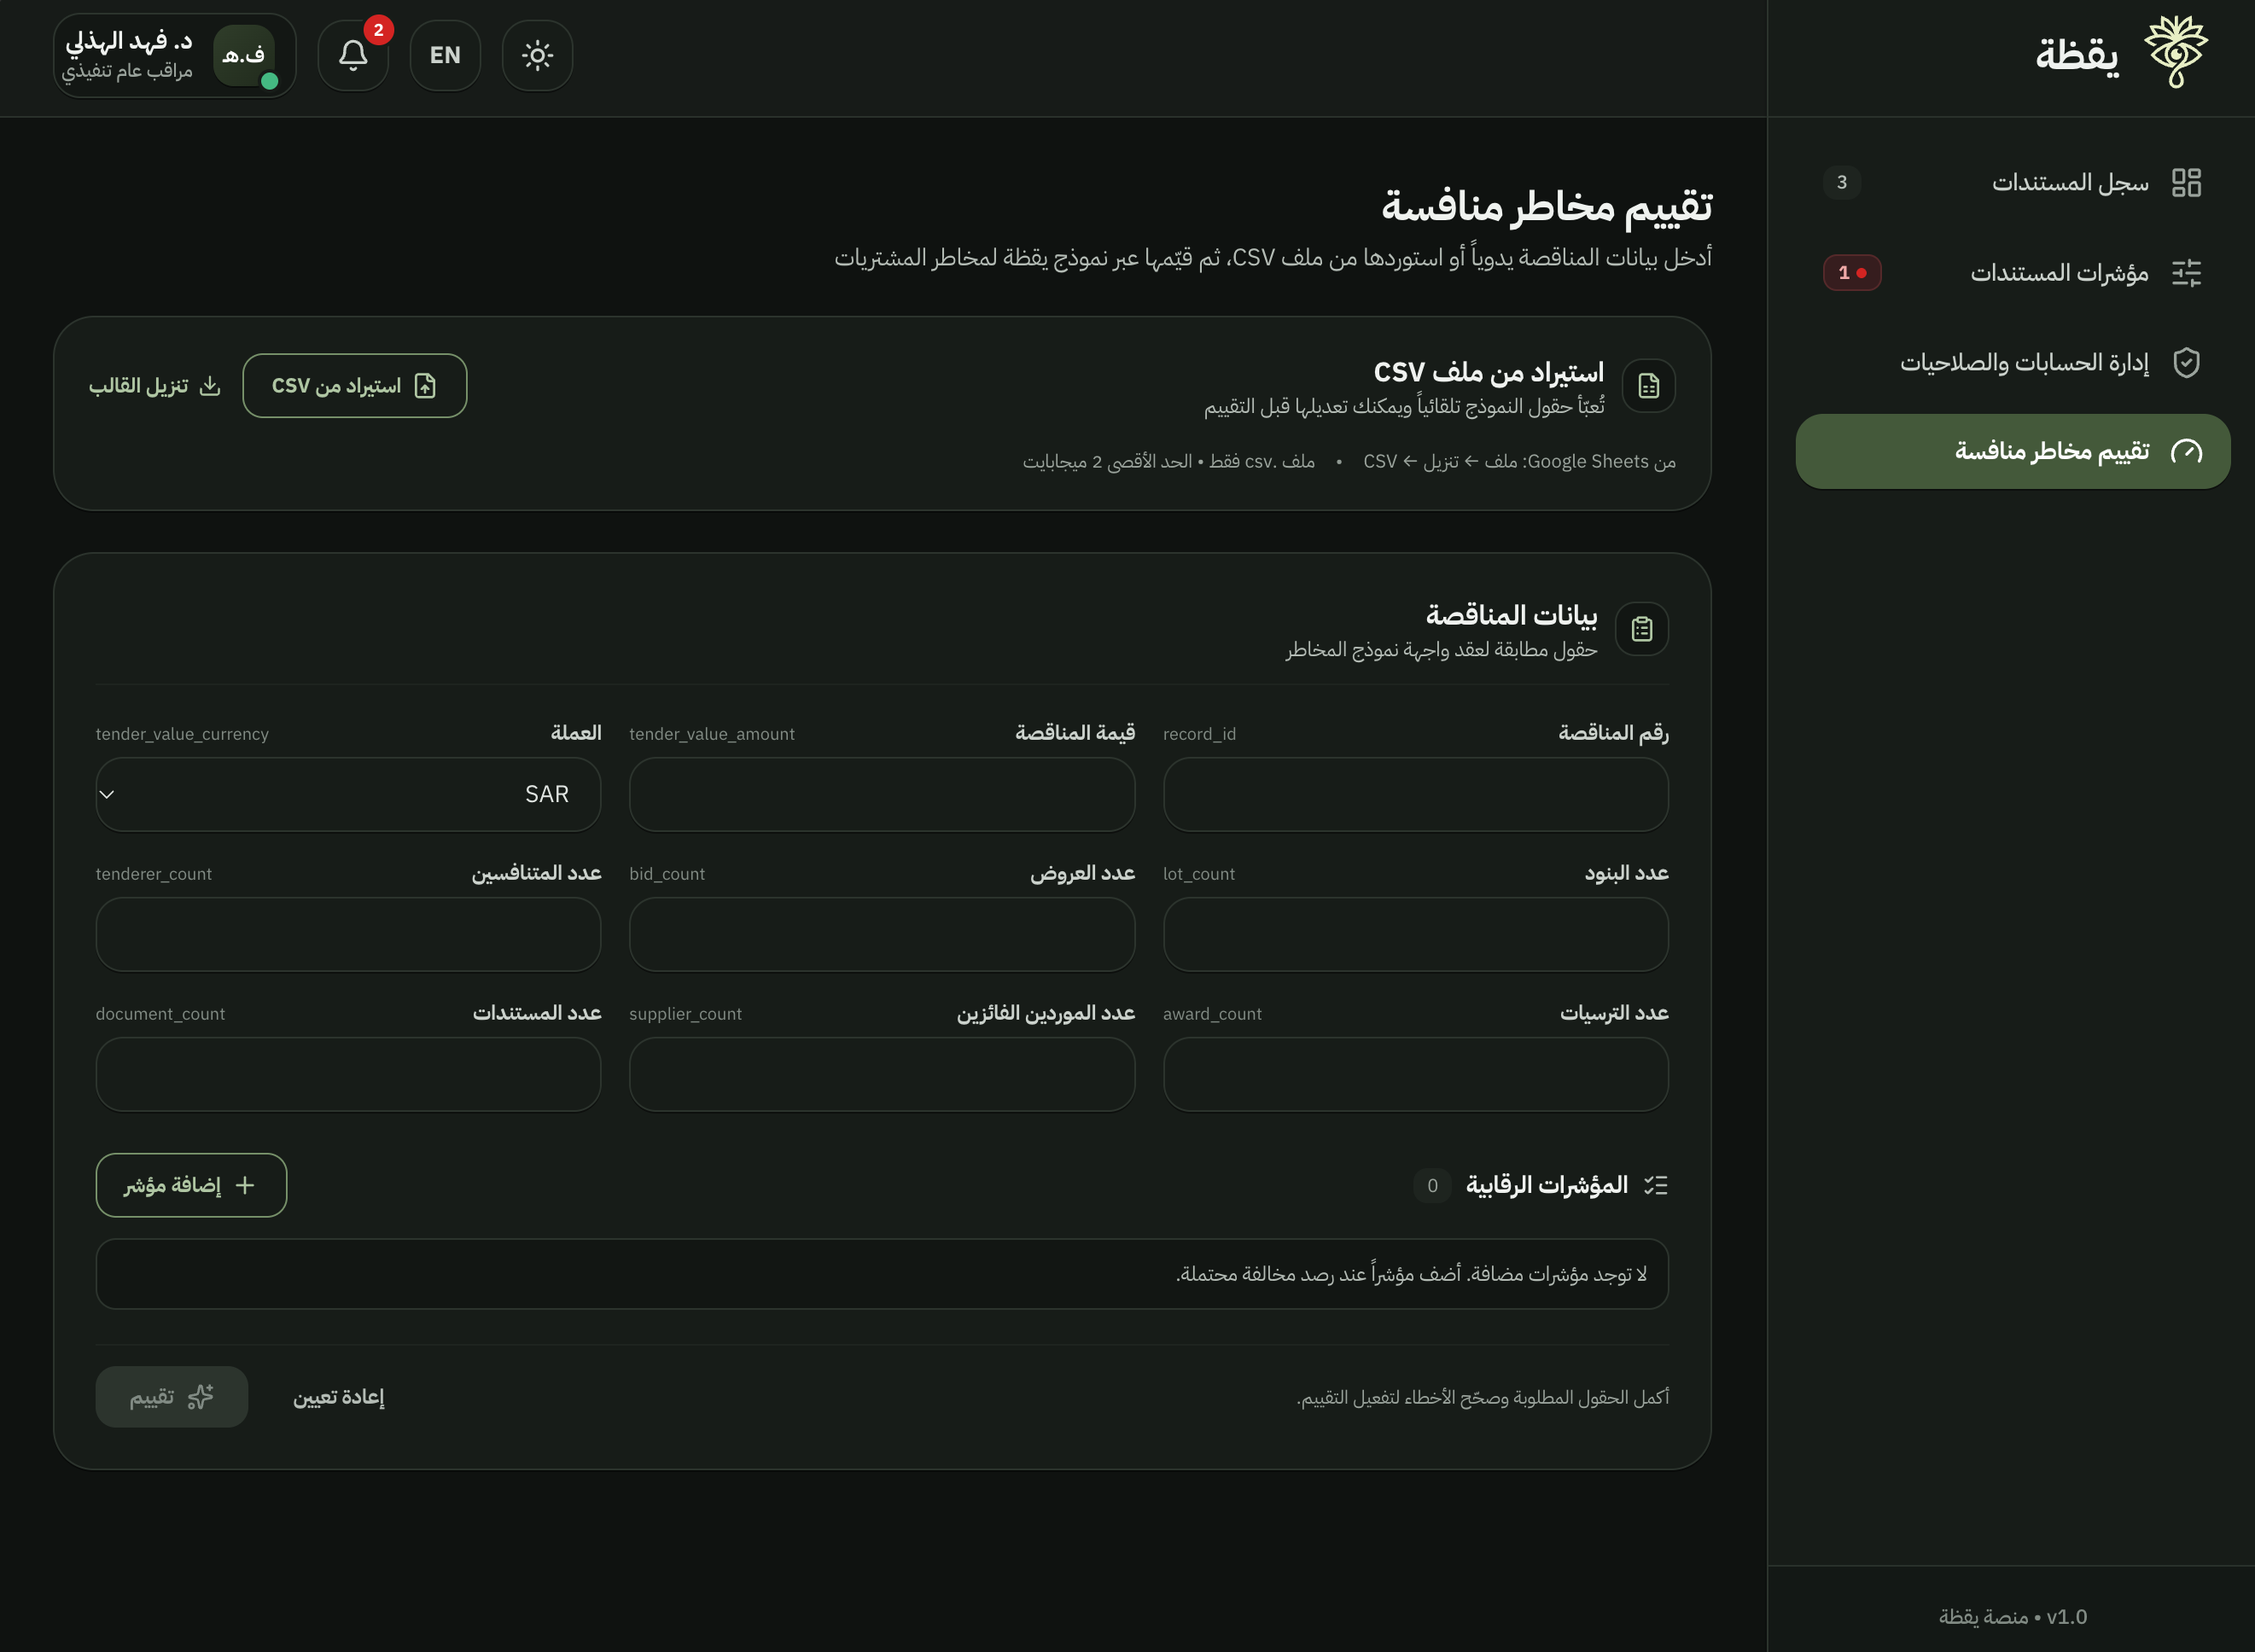 يقظة
EN
2
ف.هـ
د. فهد الهذلي
مراقب عام تنفيذي
سجل المستندات
3
مؤشرات المستندات
1
إدارة الحسابات والصلاحيات
تقييم مخاطر منافسة
v1.0 • منصة يقظة
تقييم مخاطر منافسة
أدخل بيانات المناقصة يدوياً أو استوردها من ملف CSV، ثم قيّمها عبر نموذج يقظة لمخاطر المشتريات
استيراد من ملف CSV
تُعبّأ حقول النموذج تلقائياً ويمكنك تعديلها قبل التقييم
استيراد من CSV
تنزيل القالب
من Google Sheets: ملف ← تنزيل ← CSV • ملف .csv فقط • الحد الأقصى 2 ميجابايت
بيانات المناقصة
حقول مطابقة لعقد واجهة نموذج المخاطر
رقم المناقصة record_id
قيمة المناقصة tender_value_amount
العملة tender_value_currency
SAR
عدد البنود lot_count
عدد العروض bid_count
عدد المتنافسين tenderer_count
عدد الترسيات award_count
عدد الموردين الفائزين supplier_count
عدد المستندات document_count
المؤشرات الرقابية 0
إضافة مؤشر
لا توجد مؤشرات مضافة. أضف مؤشراً عند رصد مخالفة محتملة.
أكمل الحقول المطلوبة وصحّح الأخطاء لتفعيل التقييم.
إعادة تعيين
تقييم